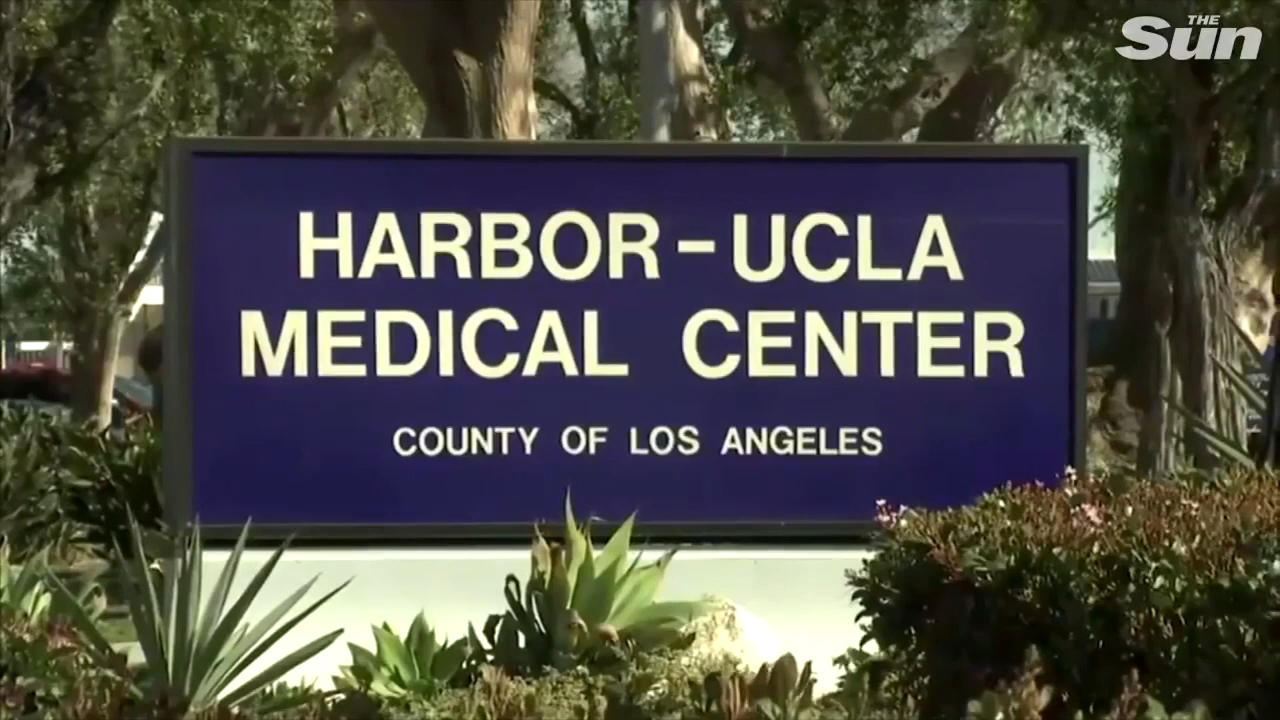 THE
Sun
HARBOR-UCLA
MEDICAL CENTER
COUNTY OF LOS ANGELES